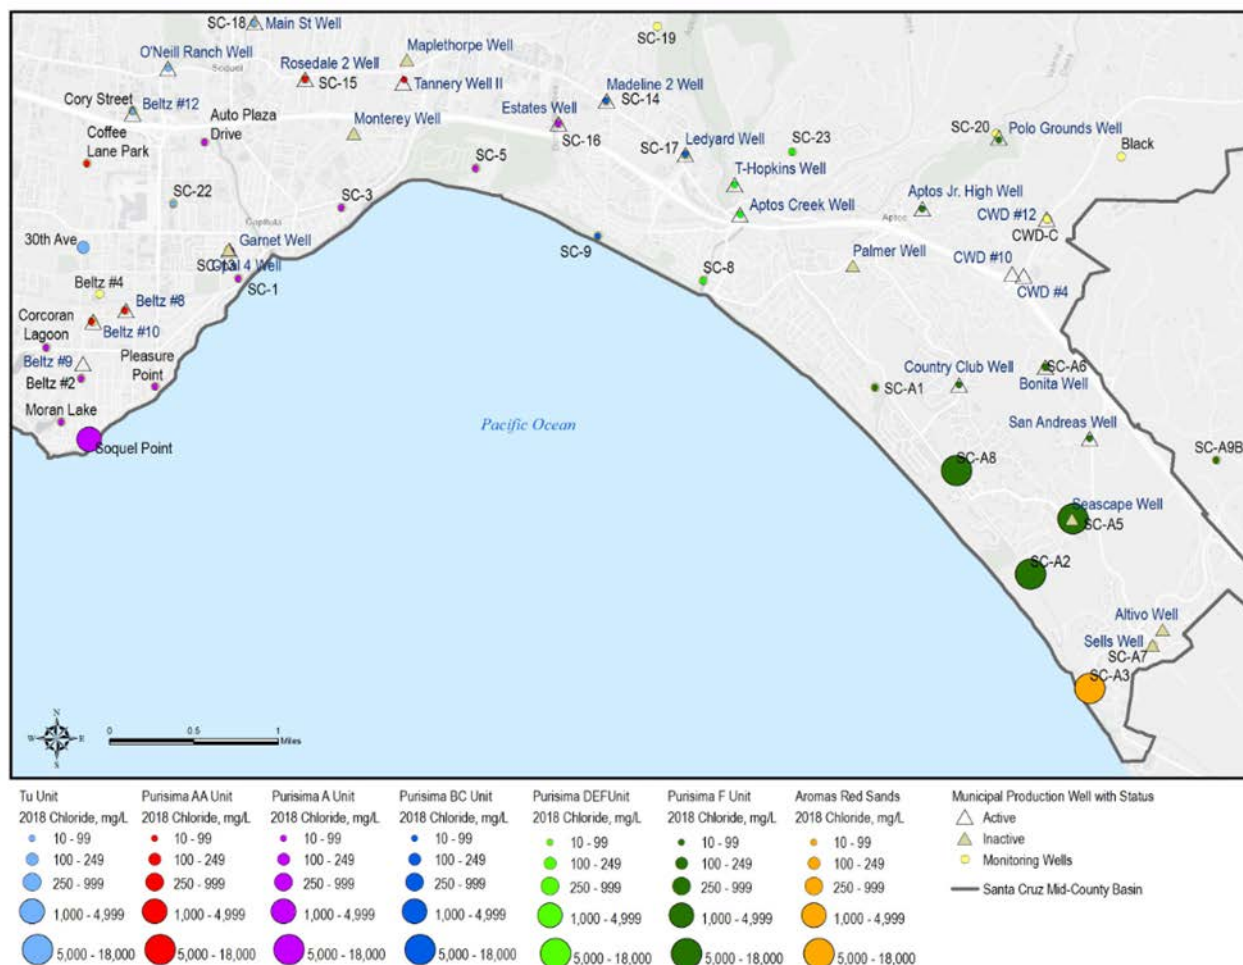 SC-18
Main St Well
SC-19
O'Neill Ranch Well
Soquel
Rosedale 2 Well
SC-15
Maplethorpe Well
Tannery Well II
Madeline 2 Well
SC-14
Cory Street
Beltz #12
Auto Plaza
Drive
Coffee
Lane Park
Monterey Well
Estates Well
SC-16
SC-5
SC-17
Ledyard Well
SC-23
T-Hopkins Well
SC-20
Polo Grounds Well
Black
SC-22
SC-3
Capitola
Aptos Creek Well
Aptos
Aptos Jr. High Well
CWD #12
CWD-C
30th Ave
Garnet Well
SC-13
Opal 4 Well
SC-1
SC-9
SC-8
Palmer Well
CWD #10
CWD #4
Beltz #4
Beltz #8
Corcoran
Lagoon
Beltz #10
Beltz #9
Beltz #2
Pleasure
Point
Moran Lake
Soquel Point
Pacific Ocean
SC-A1
Country Club Well
SC-A6
Bonita Well
San Andreas Well
SC-A9B
SC-A8
Seascape Well
SC-A5
SC-A2
Altivo Well
Sells Well
SC-A7
SC-A3
N
W
E
S
0 0.5 1
Miles
Tu Unit
2018 Chloride, mg/L
10 - 99
100 - 249
250 - 999
1,000 - 4,999
5,000 - 18,000
Purisima AA Unit
2018 Chloride, mg/L
10 - 99
100 - 249
250 - 999
1,000 - 4,999
5,000 - 18,000
Purisima A Unit
2018 Chloride, mg/L
10 - 99
100 - 249
250 - 999
1,000 - 4,999
5,000 - 18,000
Purisima BC Unit
2018 Chloride, mg/L
10 - 99
100 - 249
250 - 999
1,000 - 4,999
5,000 - 18,000
Purisima DEFUnit
2018 Chloride, mg/L
10 - 99
100 - 249
250 - 999
1,000 - 4,999
5,000 - 18,000
Purisima F Unit
2018 Chloride, mg/L
10 - 99
100 - 249
250 - 999
1,000 - 4,999
5,000 - 18,000
Aromas Red Sands
2018 Chloride, mg/L
10 - 99
100 - 249
250 - 999
1,000 - 4,999
5,000 - 18,000
Municipal Production Well with Status
Active
Inactive
Monitoring Wells
Santa Cruz Mid-County Basin